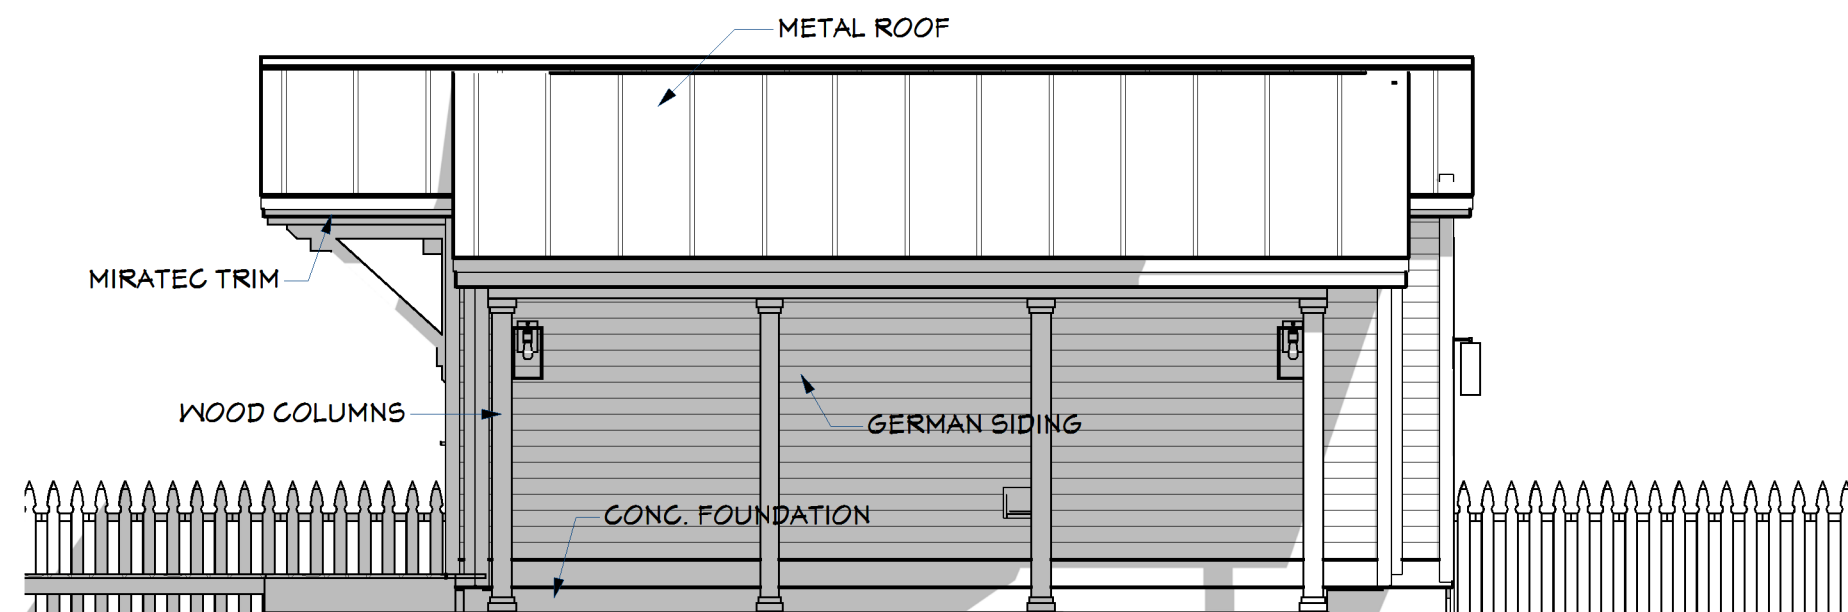 METAL ROOF
MIRATEC TRIM
WOOD COLUMNS
GERMAN SIDING
CONC. FOUNDATION